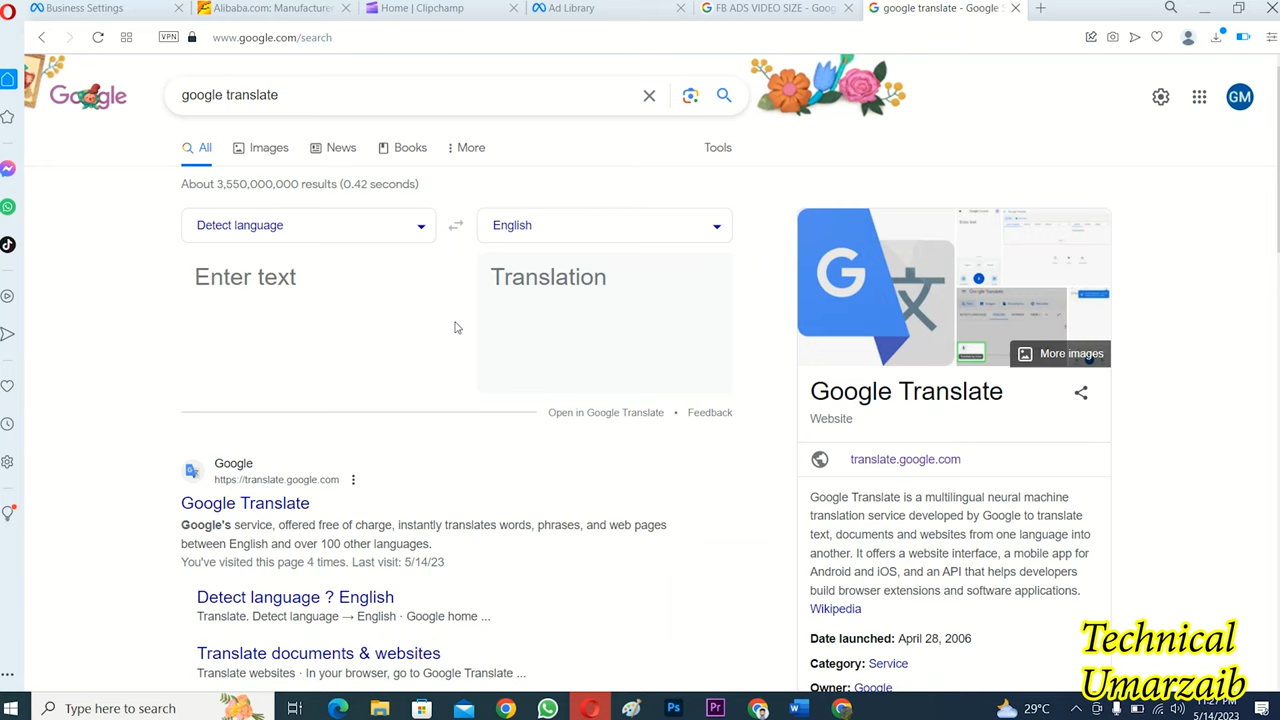 Business Settings
Alibaba.com: Manufacturer
Home | Clipchamp
Ad Library
FB ADS VIDEO SIZE - Goog
google translate - Google S
VPN
www.google.com/search
Google
google translate
GM
All
Images
News
Books
More
Tools
About 3,550,000,000 results (0.42 seconds)
Detect language
English
Enter text
Translation
Open in Google Translate • Feedback
Google
https://translate.google.com
Google Translate
Google's service, offered free of charge, instantly translates words, phrases, and web pages
between English and over 100 other languages.
You've visited this page 4 times. Last visit: 5/14/23
Detect language ? English
Translate. Detect language → English · Google home ...
Translate documents & websites
Translate websites · In your browser, go to Google Translate ...
G
文
More images
Google Translate
Website
translate.google.com
Google Translate is a multilingual neural machine
translation service developed by Google to translate
text, documents and websites from one language into
another. It offers a website interface, a mobile app for
Android and iOS, and an API that helps developers
build browser extensions and software applications.
Wikipedia
Date launched: April 28, 2006
Category: Service
Owner: Google
Technical
Umarzaib
Type here to search
Ps
Pr
29°C
11:27 PM
5/14/2023